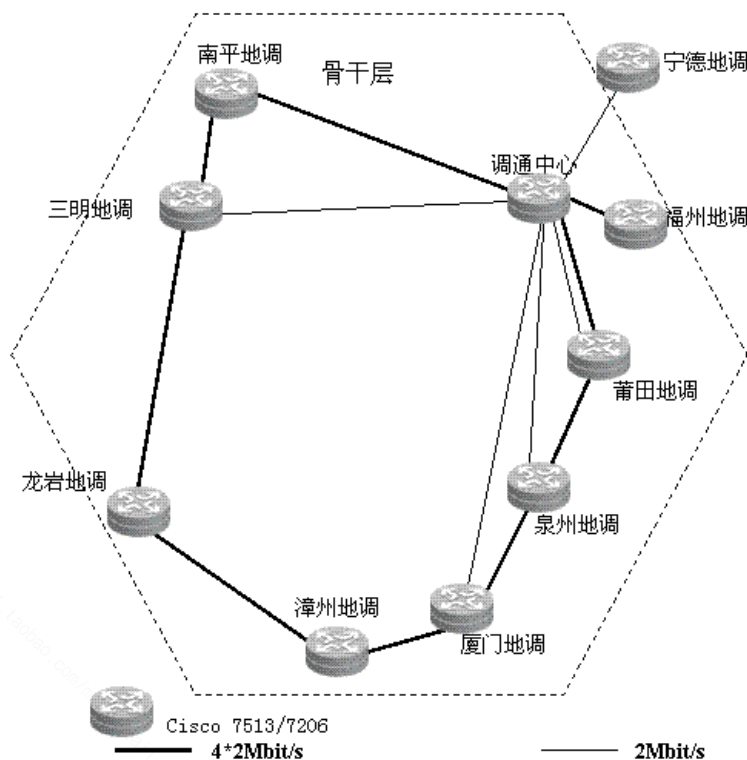 南平地调
骨干层
宁德地调
调通中心
三明地调
福州地调
莆田地调
龙岩地调
泉州地调
漳州地调
厦门地调
Cisco 7513/7206
4*2Mbit/s
2Mbit/s